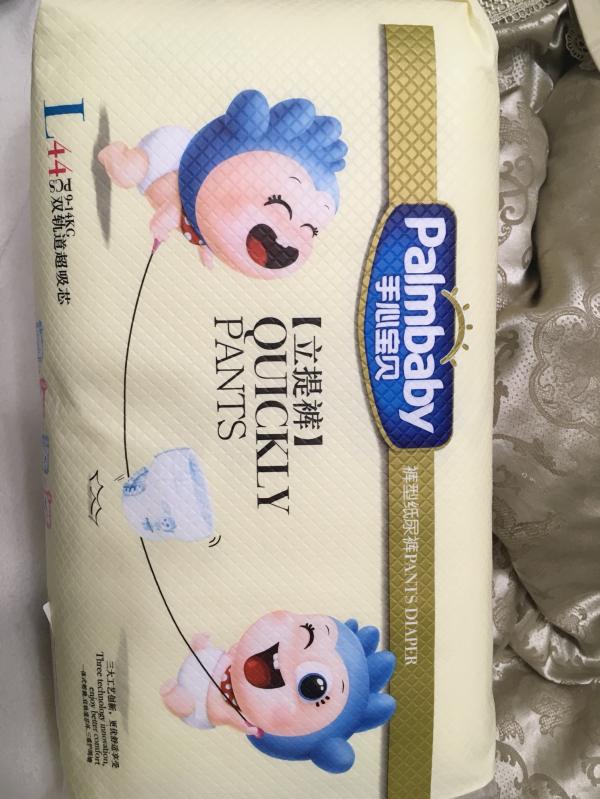 Palmbaby
手心宝贝
裤型纸尿裤PANTS DIAPER
【立提裤】
QUICKLY
PANTS
L44
9-14KG
双轨道超吸芯
三大工艺创新，更优舒适享受
Three technology innovation,
enjoy better comfort